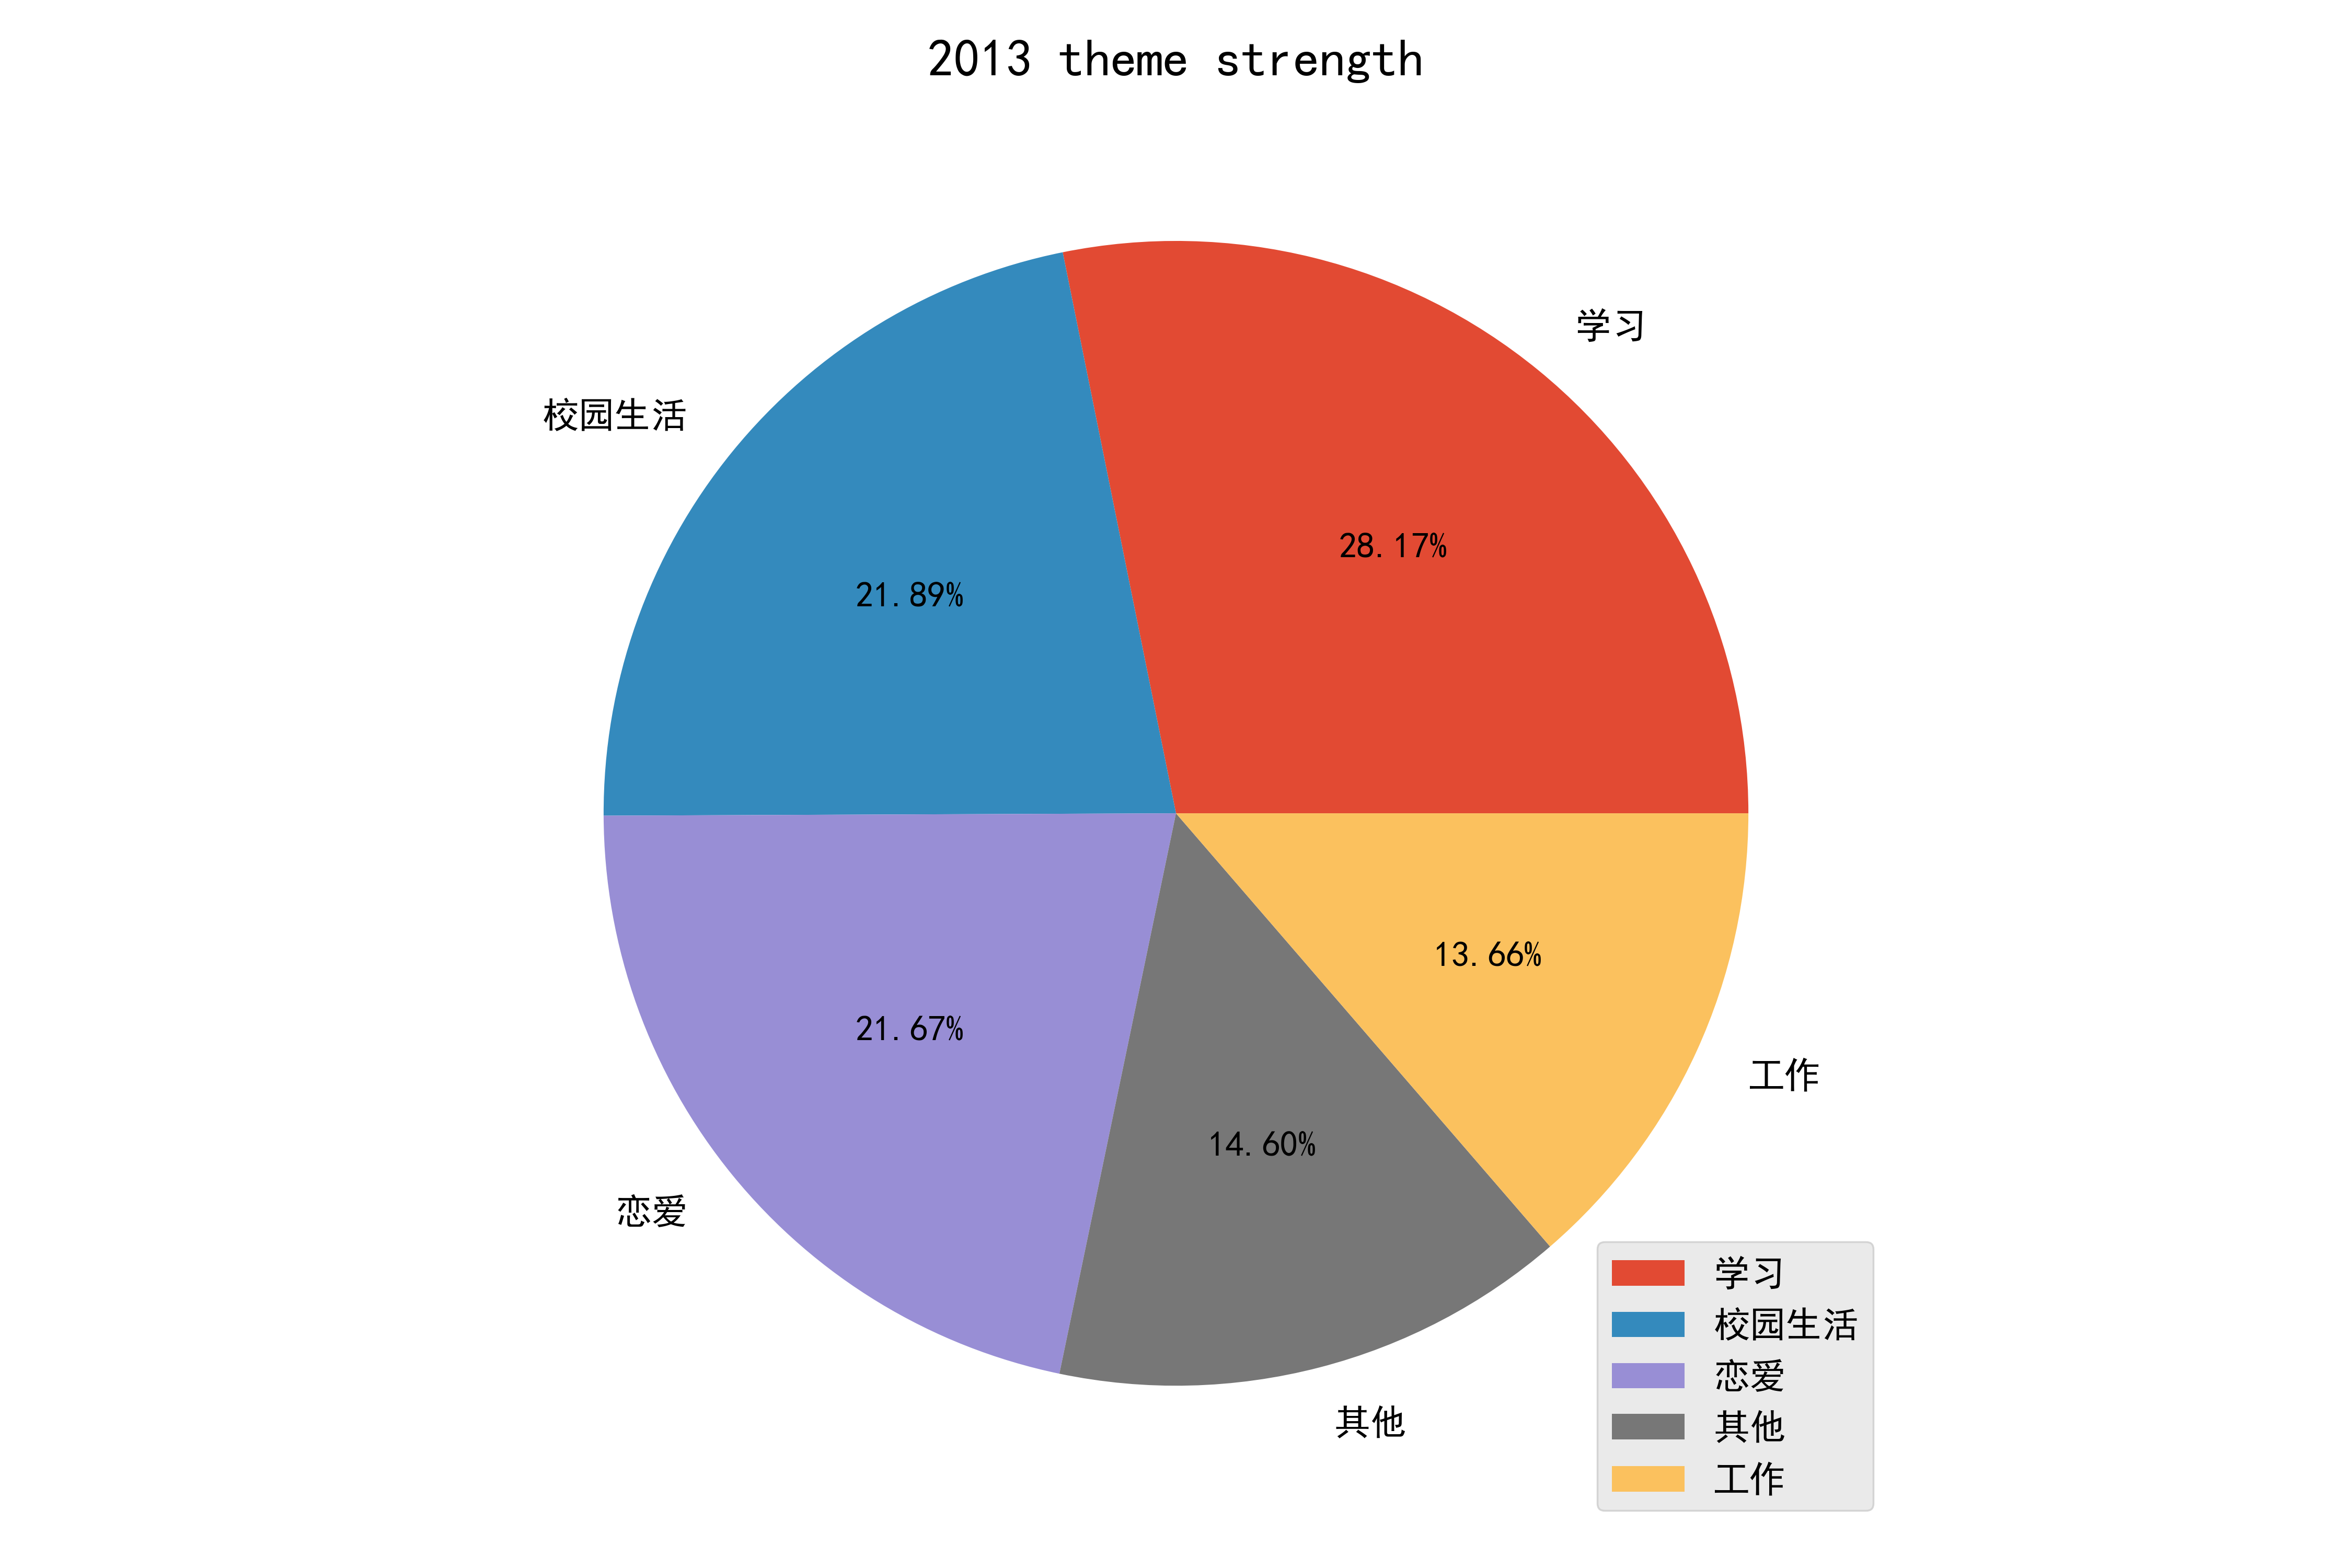 2013 theme strength
学习
校园生活
28.17%
21.89%
13.66%
21.67%
工作
14.60%
恋爱
其他
学习
校园生活
恋爱
其他
工作